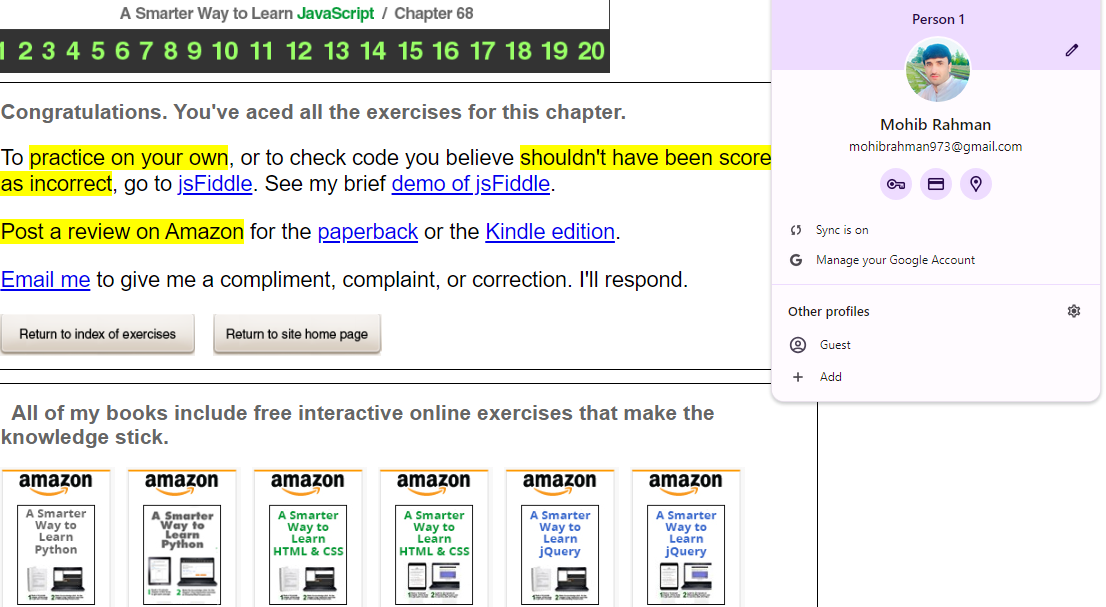 A Smarter Way to Learn JavaScript / Chapter 68
1 2 3 4 5 6 7 8 9 10 11 12 13 14 15 16 17 18 19 20
Congratulations. You've aced all the exercises for this chapter.
To practice on your own, or to check code you believe shouldn't have been score
as incorrect, go to jsFiddle. See my brief demo of jsFiddle.
Post a review on Amazon for the paperback or the Kindle edition.
Email me to give me a compliment, complaint, or correction. I'll respond.
Return to index of exercises
Return to site home page
All of my books include free interactive online exercises that make the
knowledge stick.
amazon
A Smarter
Way to
Learn
Python
amazon
A Smarter
Way to
Learn
Python
amazon
A Smarter
Way to
Learn
HTML & CSS
amazon
A Smarter
Way to
Learn
HTML & CSS
amazon
A Smarter
Way to
Learn
jQuery
amazon
A Smarter
Way to
Learn
jQuery
Person 1
Mohib Rahman
mohibrahman973@gmail.com
Sync is on
Manage your Google Account
Other profiles
Guest
Add